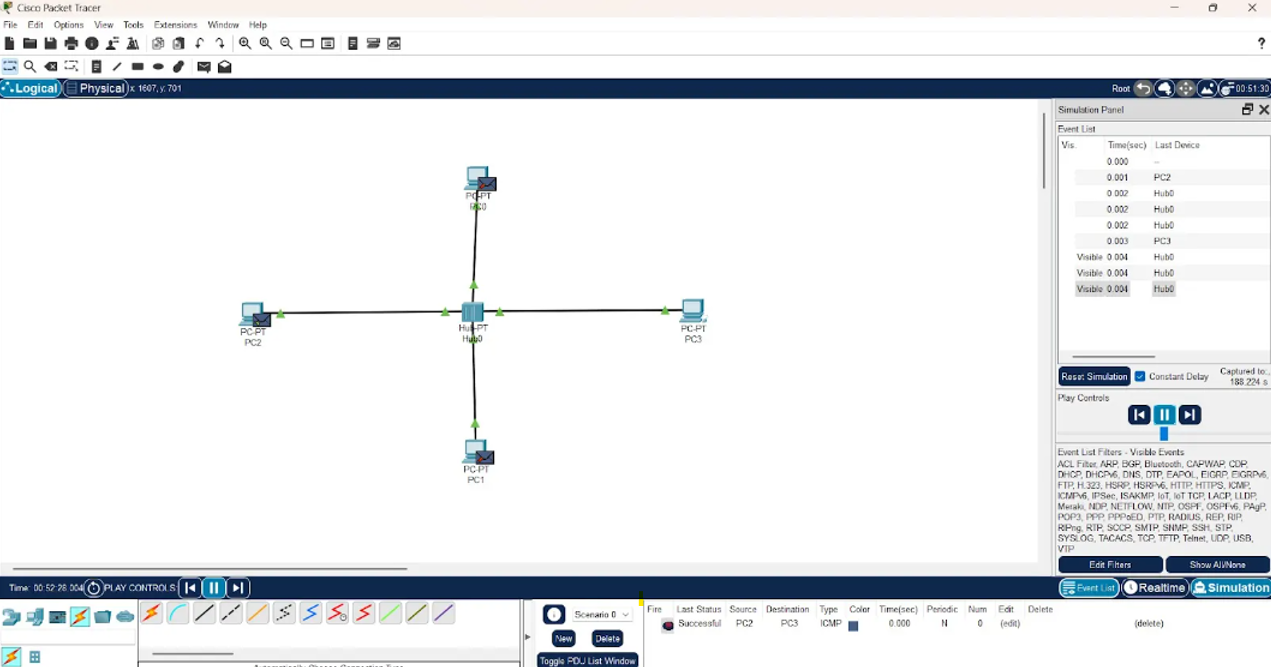 Cisco Packet Tracer
File Edit Options View Tools Extensions Window Help
?
Logical Physical x: 1607, y: 701 Root 00:51:30
Simulation Panel
Event List
Vis. Time(sec) Last Device
0.000 --
0.001 PC2
0.002 Hub0
0.002 Hub0
0.002 Hub0
0.003 PC3
Visible 0.004 Hub0
Visible 0.004 Hub0
Visible 0.004 Hub0
PC-PT
PC0
PC-PT
PC2
Hub-PT
Hub0
PC-PT
PC3
PC-PT
PC1
Reset Simulation Constant Delay Captured to:
188.224 s
Play Controls
Event List Filters - Visible Events
ACL Filter, ARP, BGP, Bluetooth, CAPWAP, CDP,
DHCP, DHCPv6, DNS, DTP, EAPOL, EIGRP, EIGRPv6,
FTP, H.323, HSRP, HSRPv6, HTTP, HTTPS, ICMP,
ICMPv6, IPSec, ISAKMP, IoT, IoT TCP, LACP, LLDP,
Meraki, NDP, NETFLOW, NTP, OSPF, OSPFv6, PAgP,
POP3, PPP, PPPoED, PTP, RADIUS, REP, RIP,
RIPng, RTP, SCCP, SMTP, SNMP, SSH, STP,
SYSLOG, TACACS, TCP, TFTP, Telnet, UDP, USB,
VTP
Edit Filters Show All/None
Time: 00:52:28.004 PLAY CONTROLS: Event List Realtime Simulation
Scenario 0
New Delete
Toggle PDU List Window
Fire Last Status Source Destination Type Color Time(sec) Periodic Num Edit Delete
Successful PC2 PC3 ICMP 0.000 N 0 (edit) (delete)
Automatically Choose Connection Type